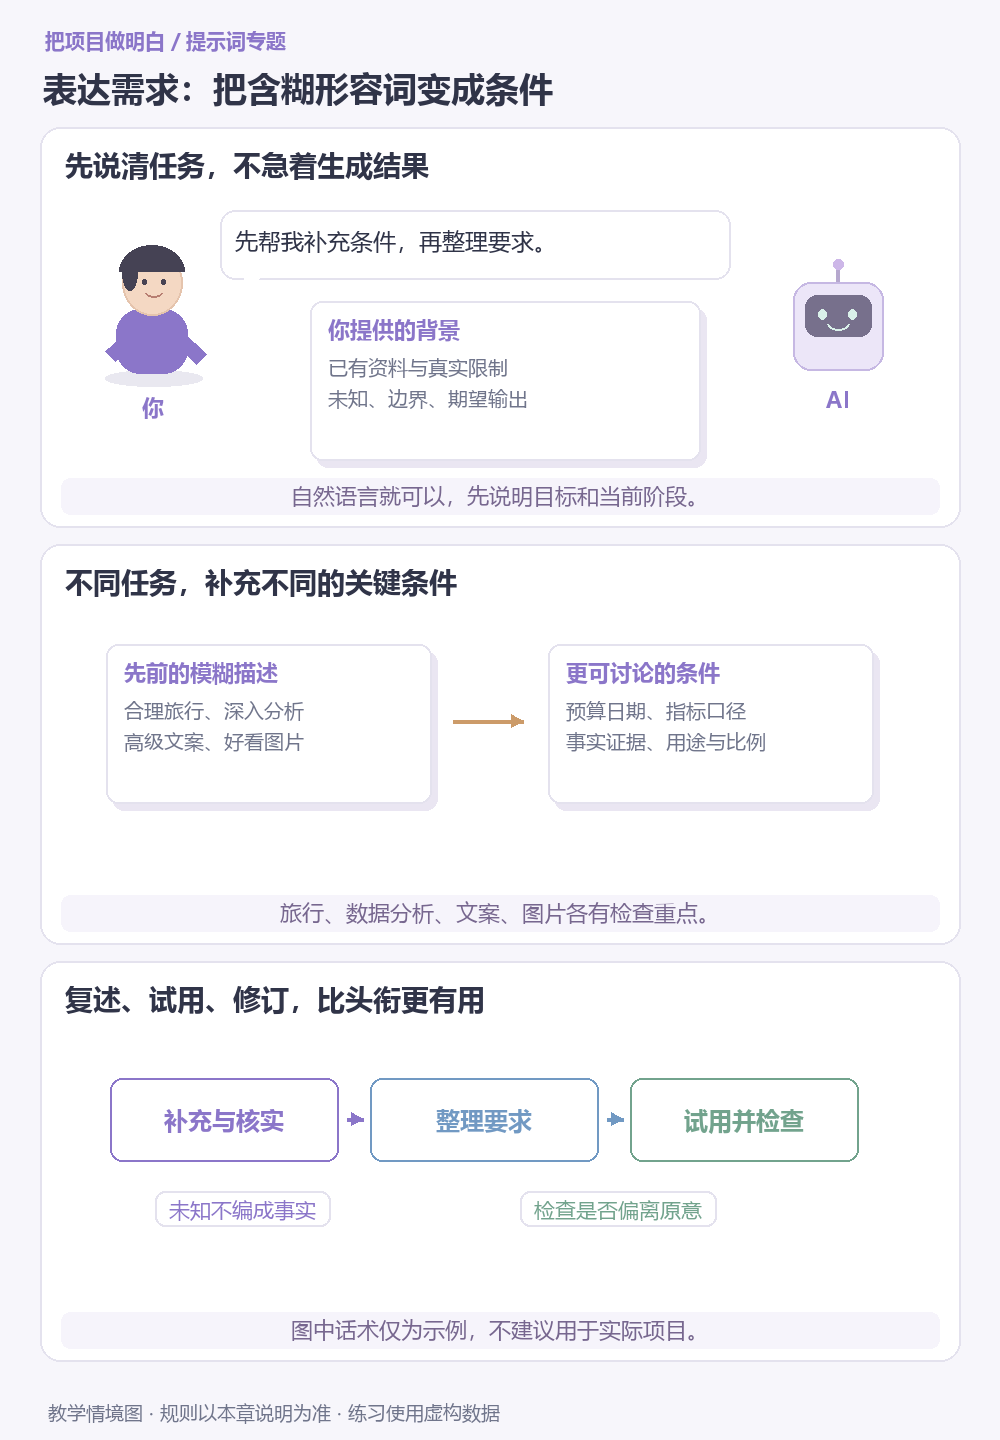 把项目做明白 / 提示词专题
表达需求：把含糊形容词变成条件
先说清任务，不急着生成结果
先帮我补充条件，再整理要求。
你提供的背景
已有资料与真实限制
未知、边界、期望输出
你
AI
自然语言就可以，先说明目标和当前阶段。
不同任务，补充不同的关键条件
先前的模糊描述
合理旅行、深入分析
高级文案、好看图片
更可讨论的条件
预算日期、指标口径
事实证据、用途与比例
旅行、数据分析、文案、图片各有检查重点。
复述、试用、修订，比头衔更有用
补充与核实
整理要求
试用并检查
未知不编成事实
检查是否偏离原意
图中话术仅为示例，不建议用于实际项目。
教学情境图 · 规则以本章说明为准 · 练习使用虚构数据